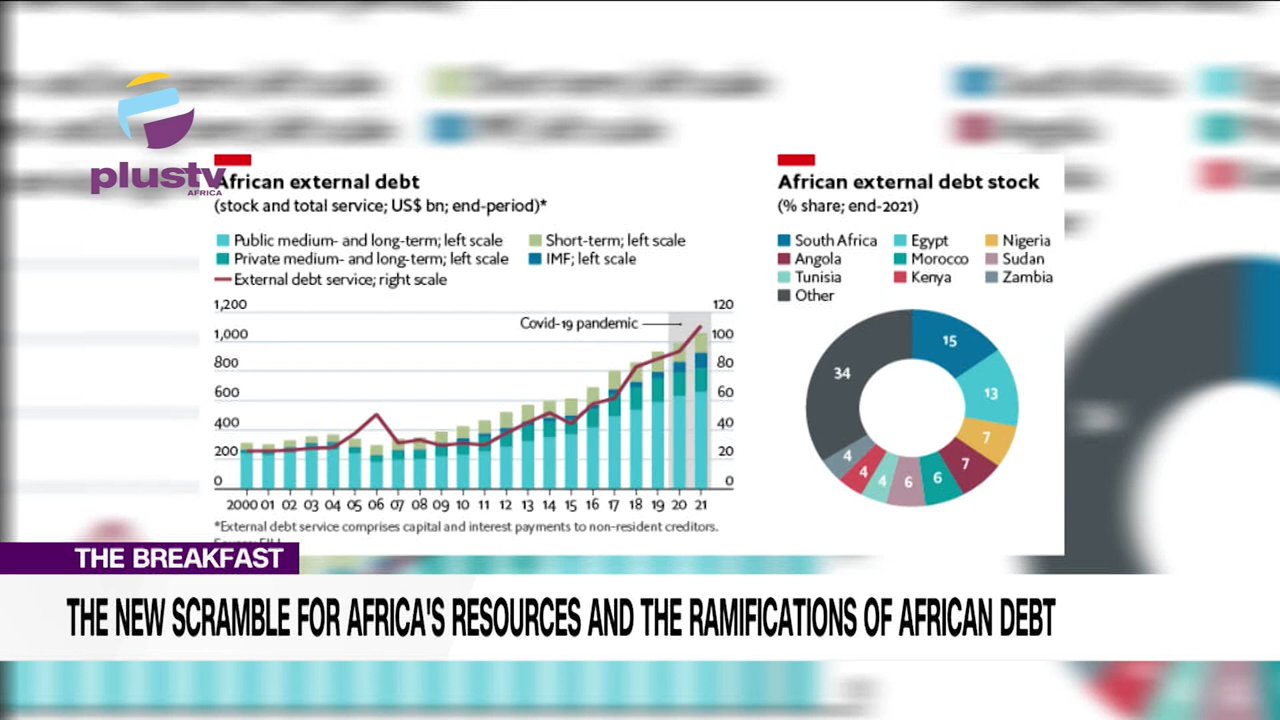 plustv
AFRICA
African external debt
(stock and total service; US$ bn; end-period)*
Public medium- and long-term; left scale
Short-term; left scale
Private medium- and long-term; left scale
IMF; left scale
External debt service; right scale
1,200
120
Covid-19 pandemic
1,000
100
800
80
600
60
400
40
200
20
0
0
2000 01 02 03 04 05 06 07 08 09 10 11 12 13 14 15 16 17 18 19 20 21
*External debt service comprises capital and interest payments to non-resident creditors.
African external debt stock
(% share; end-2021)
South Africa
Egypt
Nigeria
Angola
Morocco
Sudan
Tunisia
Kenya
Zambia
Other
15
13
7
7
6
6
4
4
4
34
THE BREAKFAST
THE NEW SCRAMBLE FOR AFRICA'S RESOURCES AND THE RAMIFICATIONS OF AFRICAN DEBT